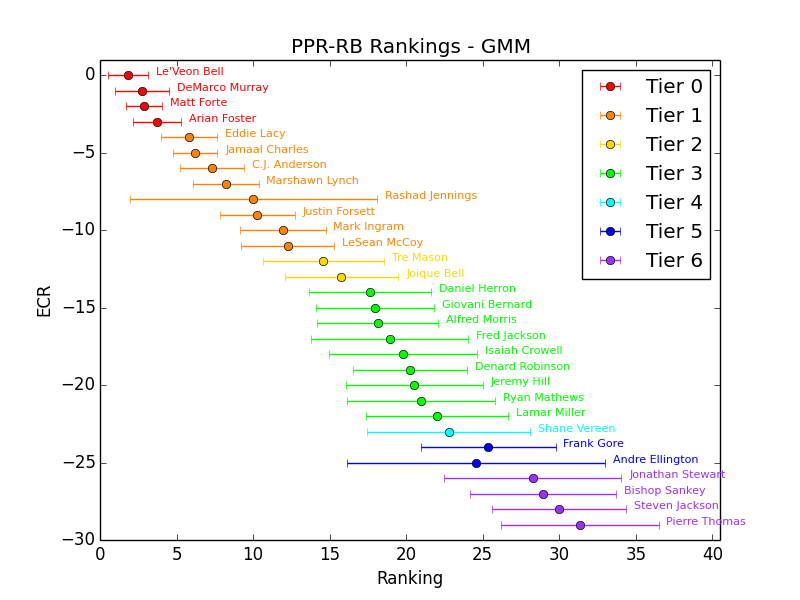 PPR-RB Rankings - GMM
0
−5
−10
−15
−20
−25
−30
ECR
Le'Veon Bell
DeMarco Murray
Matt Forte
Arian Foster
Eddie Lacy
Jamaal Charles
C.J. Anderson
Marshawn Lynch
Rashad Jennings
Justin Forsett
Mark Ingram
LeSean McCoy
Tre Mason
Joique Bell
Daniel Herron
Giovani Bernard
Alfred Morris
Fred Jackson
Isaiah Crowell
Denard Robinson
Jeremy Hill
Ryan Mathews
Lamar Miller
Shane Vereen
Frank Gore
Andre Ellington
Jonathan Stewart
Bishop Sankey
Steven Jackson
Pierre Thomas
Tier 0
Tier 1
Tier 2
Tier 3
Tier 4
Tier 5
Tier 6
0 5 10 15 20 25 30 35 40
Ranking